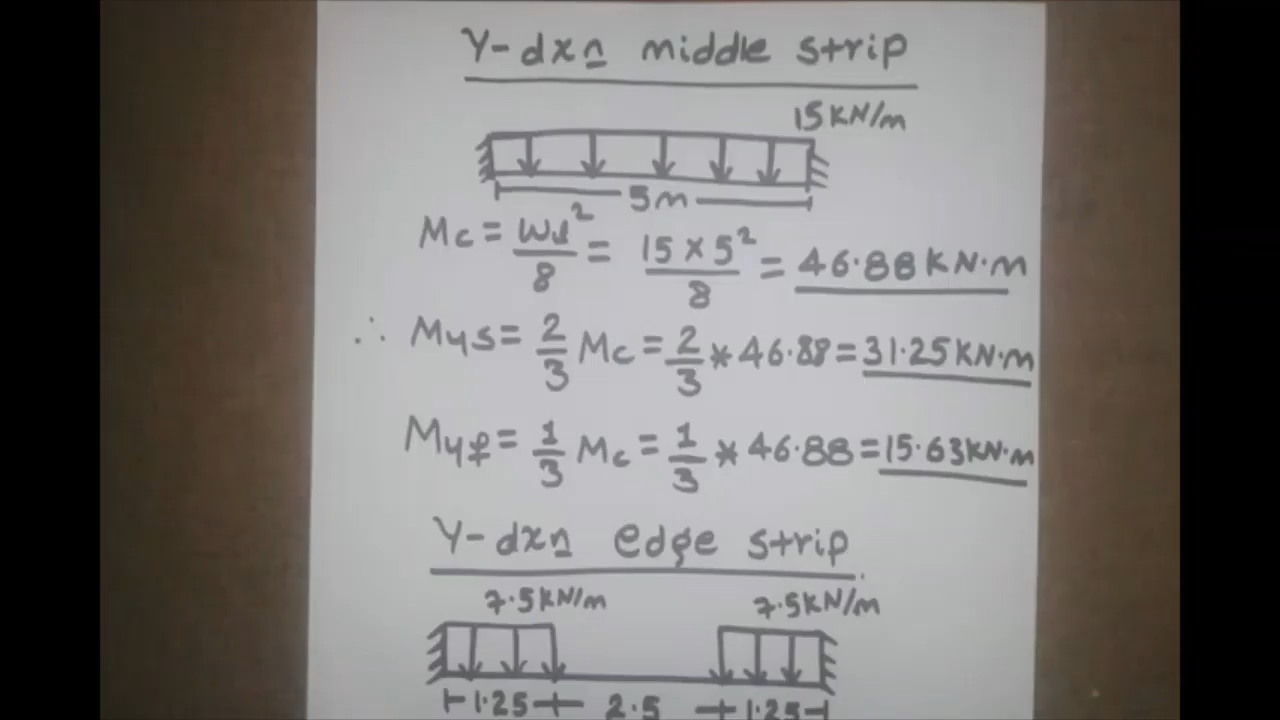 Y-dxn middle strip
15KN/m
5m
Mc = wl²/8 = 15 × 5²/8 = 46.88 KN.m
∴ Mys = 2/3 Mc = 2/3 * 46.88 = 31.25 KN.m
Myf = 1/3 Mc = 1/3 * 46.88 = 15.63 KN.m
Y-dxn edge strip
7.5KN/m 7.5KN/m
1.25 2.5 1.25